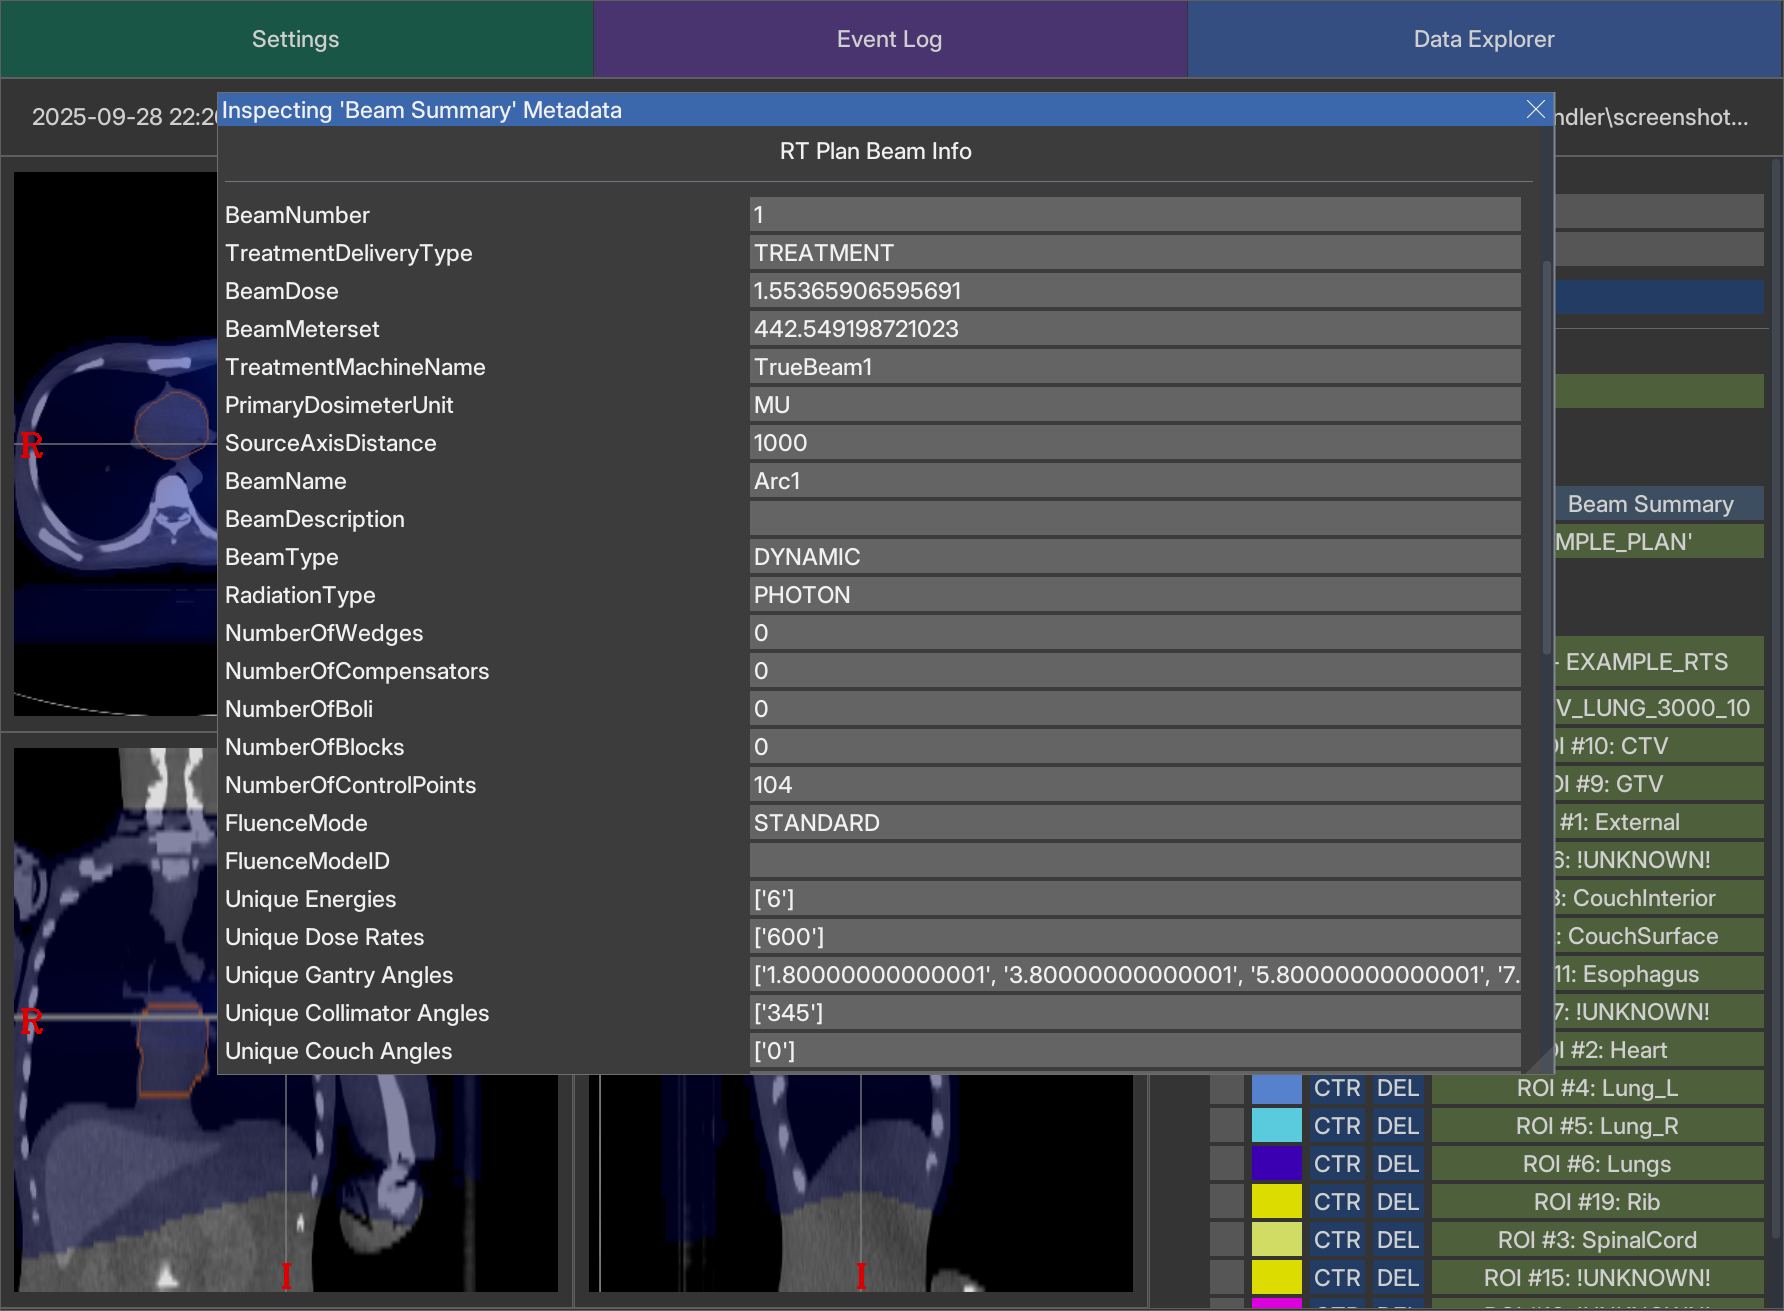 Settings Event Log Data Explorer
2025-09-28 22:2 ndler\screenshot...
Inspecting 'Beam Summary' Metadata
RT Plan Beam Info
BeamNumber 1
TreatmentDeliveryType TREATMENT
BeamDose 1.55365906595691
BeamMeterset 442.549198721023
TreatmentMachineName TrueBeam1
PrimaryDosimeterUnit MU
SourceAxisDistance 1000
BeamName Arc1
BeamDescription
BeamType DYNAMIC
RadiationType PHOTON
NumberOfWedges 0
NumberOfCompensators 0
NumberOfBoli 0
NumberOfBlocks 0
NumberOfControlPoints 104
FluenceMode STANDARD
FluenceModeID
Unique Energies ['6']
Unique Dose Rates ['600']
Unique Gantry Angles ['1.80000000000001', '3.80000000000001', '5.80000000000001', '7.
Unique Collimator Angles ['345']
Unique Couch Angles ['0']
R
R
I
I
Beam Summary
MPLE_PLAN'
- EXAMPLE_RTS
V_LUNG_3000_10
I #10: CTV
I #9: GTV
#1: External
6: !UNKNOWN!
: CouchInterior
: CouchSurface
11: Esophagus
7: !UNKNOWN!
I #2: Heart
CTR DEL ROI #4: Lung_L
CTR DEL ROI #5: Lung_R
CTR DEL ROI #6: Lungs
CTR DEL ROI #19: Rib
CTR DEL ROI #3: SpinalCord
CTR DEL ROI #15: !UNKNOWN!